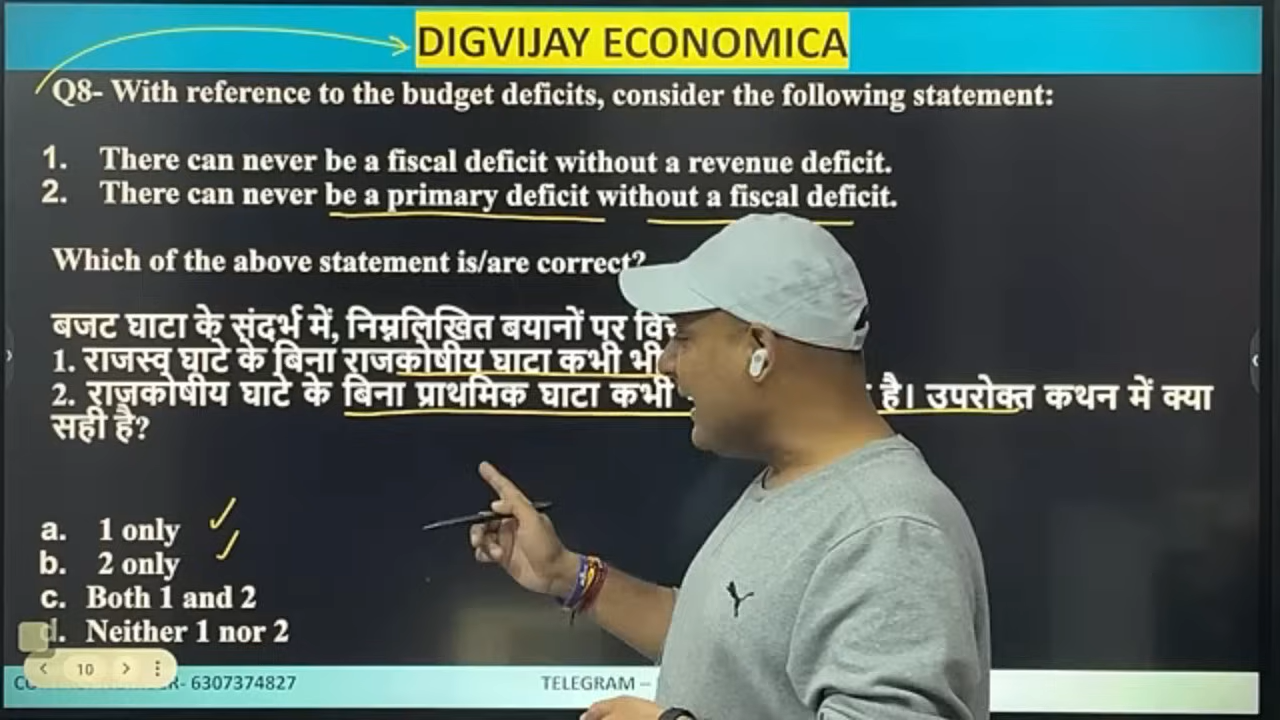 DIGVIJAY ECONOMICA
Q8- With reference to the budget deficits, consider the following statement:
1. There can never be a fiscal deficit without a revenue deficit.
2. There can never be a primary deficit without a fiscal deficit.
Which of the above statement is/are correct?
बजट घाटा के संदर्भ में, निम्नलिखित बयानों पर
1. राजस्व घाटे के बिना राजकोषीय घाटा कभी भी
2. राजकोषीय घाटे के बिना प्राथमिक घाटा कभी है। उपरोक्त कथन में क्या
सही है?
a. 1 only
b. 2 only
c. Both 1 and 2
d. Neither 1 nor 2
10
6307374827
TELEGRAM –